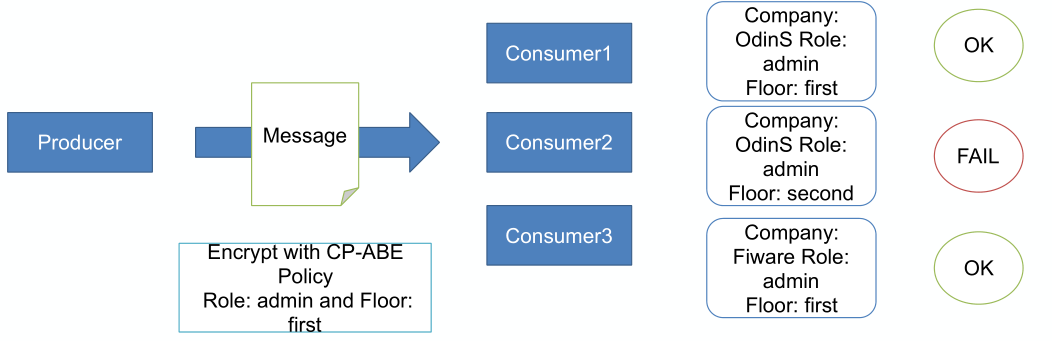 Producer
Message
Encrypt with CP-ABE
Policy
Role: admin and Floor:
first
Consumer1
Consumer2
Consumer3
Company:
OdinS Role:
admin
Floor: first
OK
Company:
OdinS Role:
admin
Floor: second
FAIL
Company:
Fiware Role:
admin
Floor: first
OK